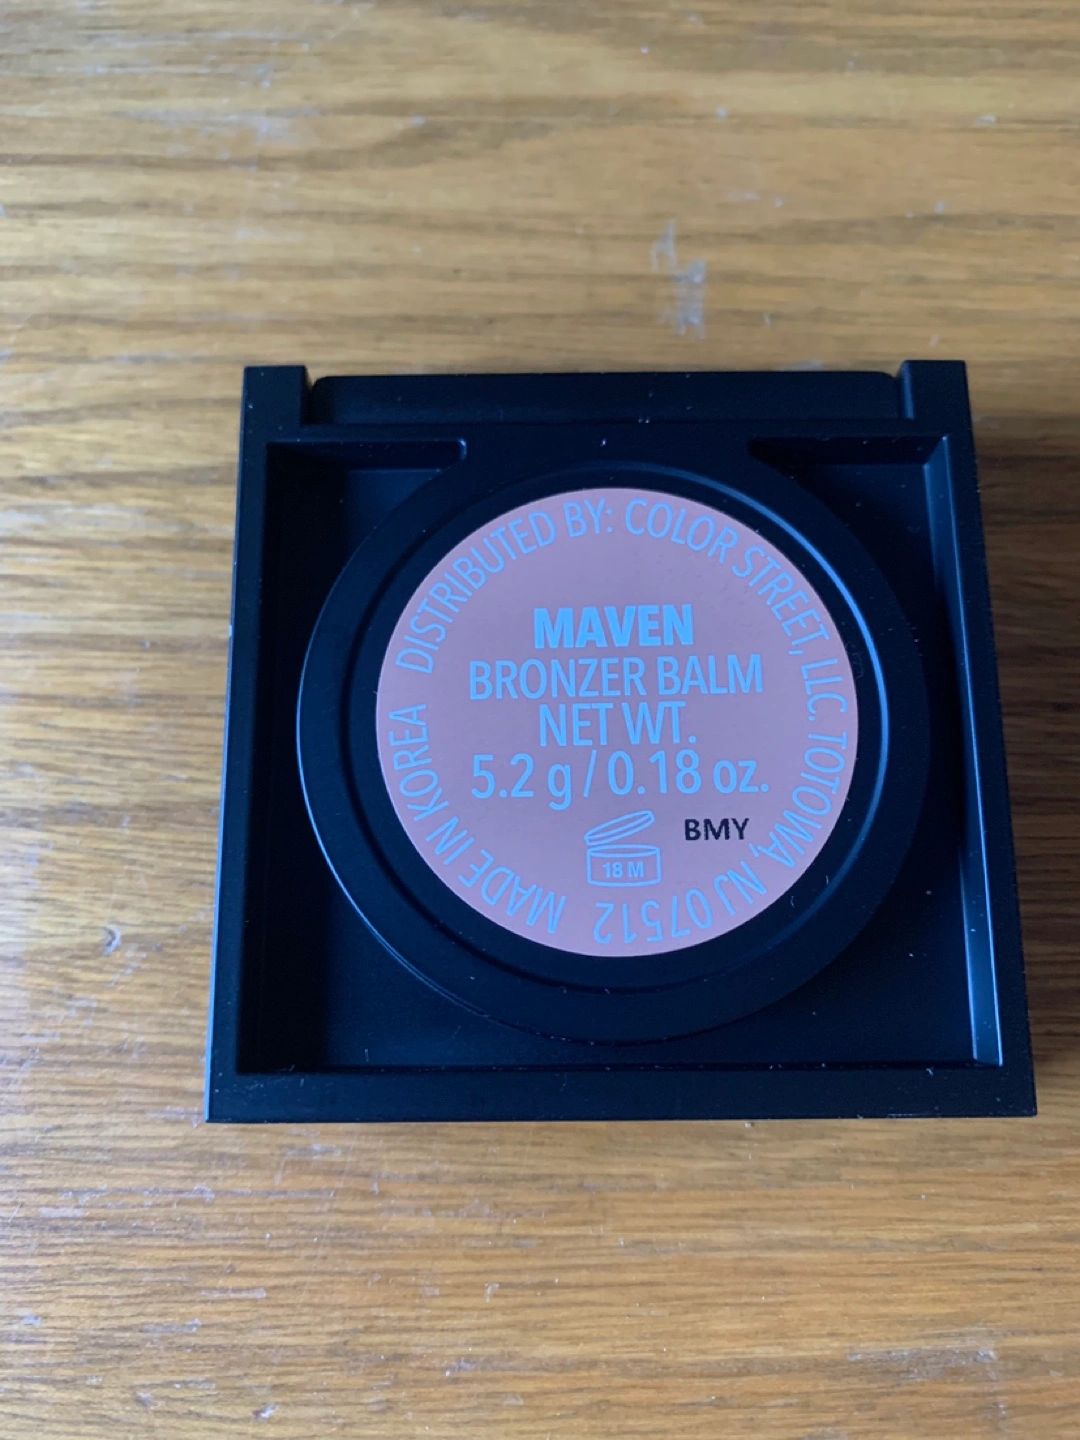 DISTRIBUTED BY: COLOR STREET, LLC. TOTOWA, NJ 07512
MADE IN KOREA
MAVEN
BRONZER BALM
NET WT.
5.2 g / 0.18 oz.
BMY
18 M